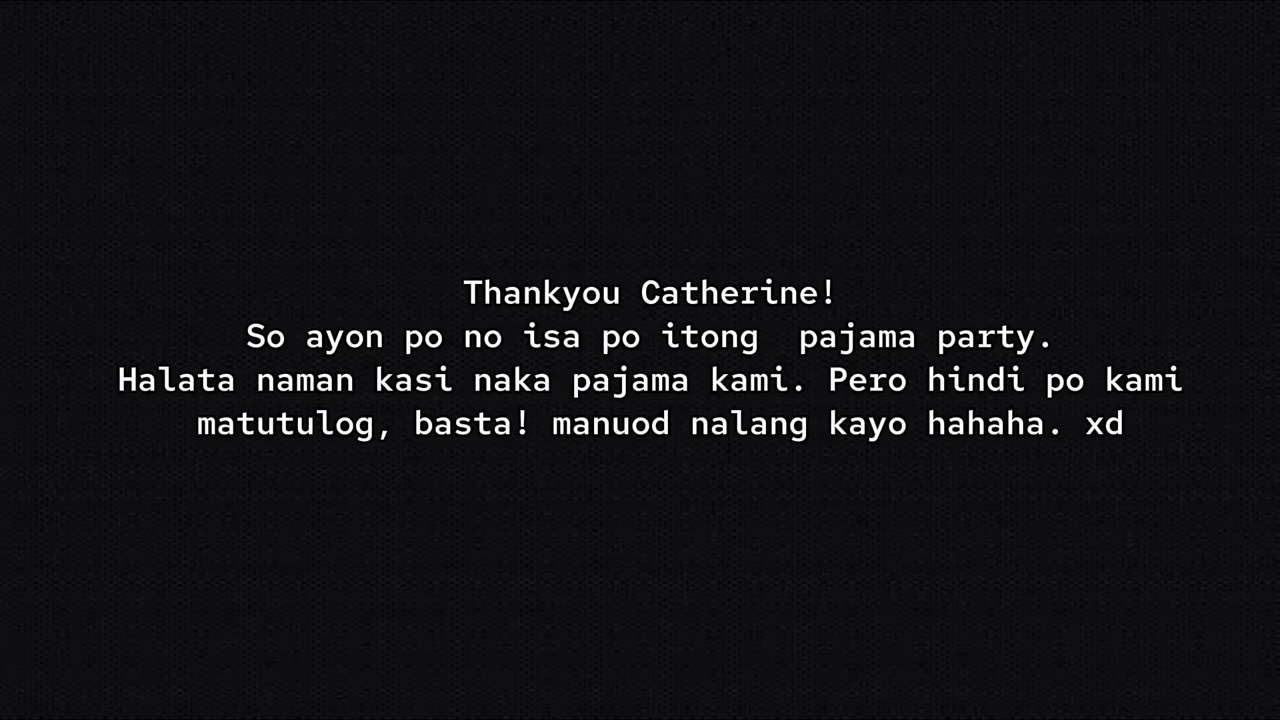 Thankyou Catherine!
So ayon po no isa po itong  pajama party.
Halata naman kasi naka pajama kami. Pero hindi po kami
matutulog, basta! manuod nalang kayo hahaha. xd